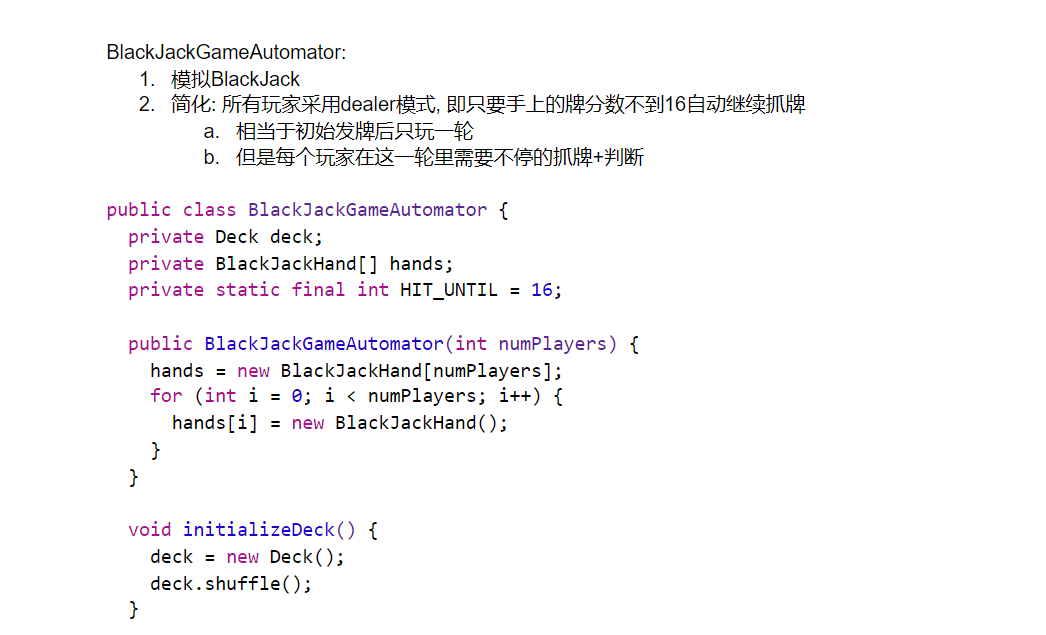 BlackJackGameAutomator:
1. 模拟BlackJack
2. 简化: 所有玩家采用dealer模式, 即只要手上的牌分数不到16自动继续抓牌
a. 相当于初始发牌后只玩一轮
b. 但是每个玩家在这一轮里需要不停的抓牌+判断
public class BlackJackGameAutomator {
private Deck deck;
private BlackJackHand[] hands;
private static final int HIT_UNTIL = 16;
public BlackJackGameAutomator(int numPlayers) {
hands = new BlackJackHand[numPlayers];
for (int i = 0; i < numPlayers; i++) {
hands[i] = new BlackJackHand();
}
}
void initializeDeck() {
deck = new Deck();
deck.shuffle();
}